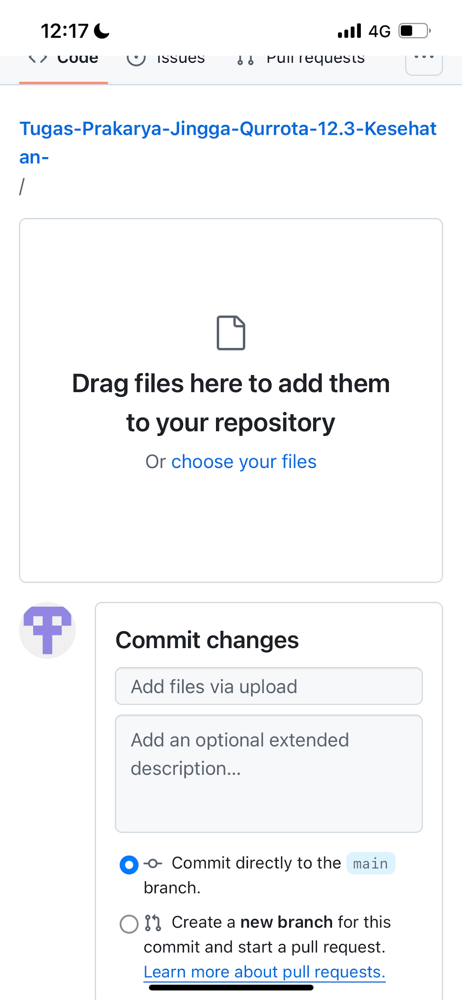 12:17
4G
Code
Issues
Pull requests
Tugas-Prakarya-Jingga-Qurrota-12.3-Kesehat
an-
/
Drag files here to add them
to your repository
Or choose your files
Commit changes
Add files via upload
Add an optional extended
description...
Commit directly to the main
branch.
Create a new branch for this
commit and start a pull request.
Learn more about pull requests.